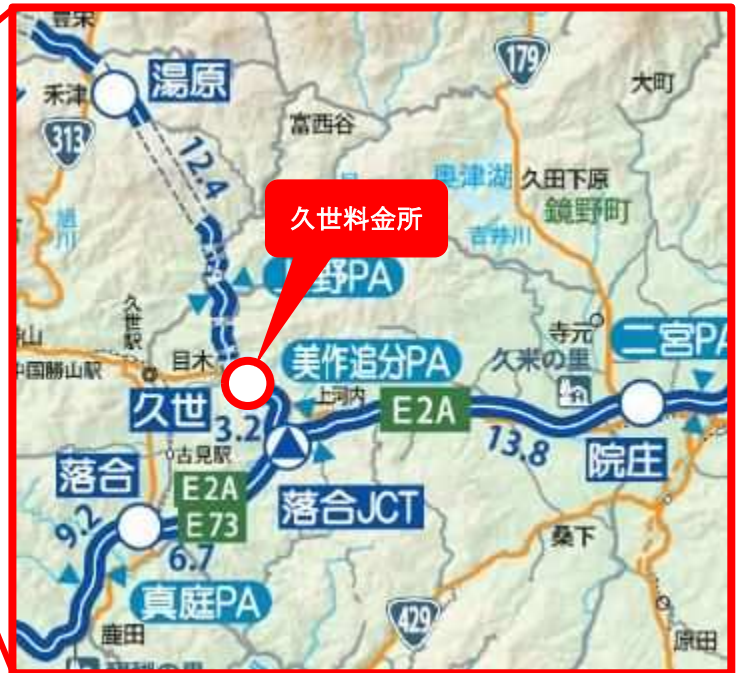 豊栄
湯原
禾津
313
12.4
旭川
富西谷
179
大町
奥津湖
久田下原
鏡野町
吉井川
久世料金所
野PA
久世駅
中国勝山駅
目木
美作追分PA
寺元
二宮PA
久米の里
上河内
E2A
久世
3.2
13.8
院庄
古見駅
落合
E2A
E73
落合JCT
9.2
6.7
桑下
真庭PA
429
鹿田
原田